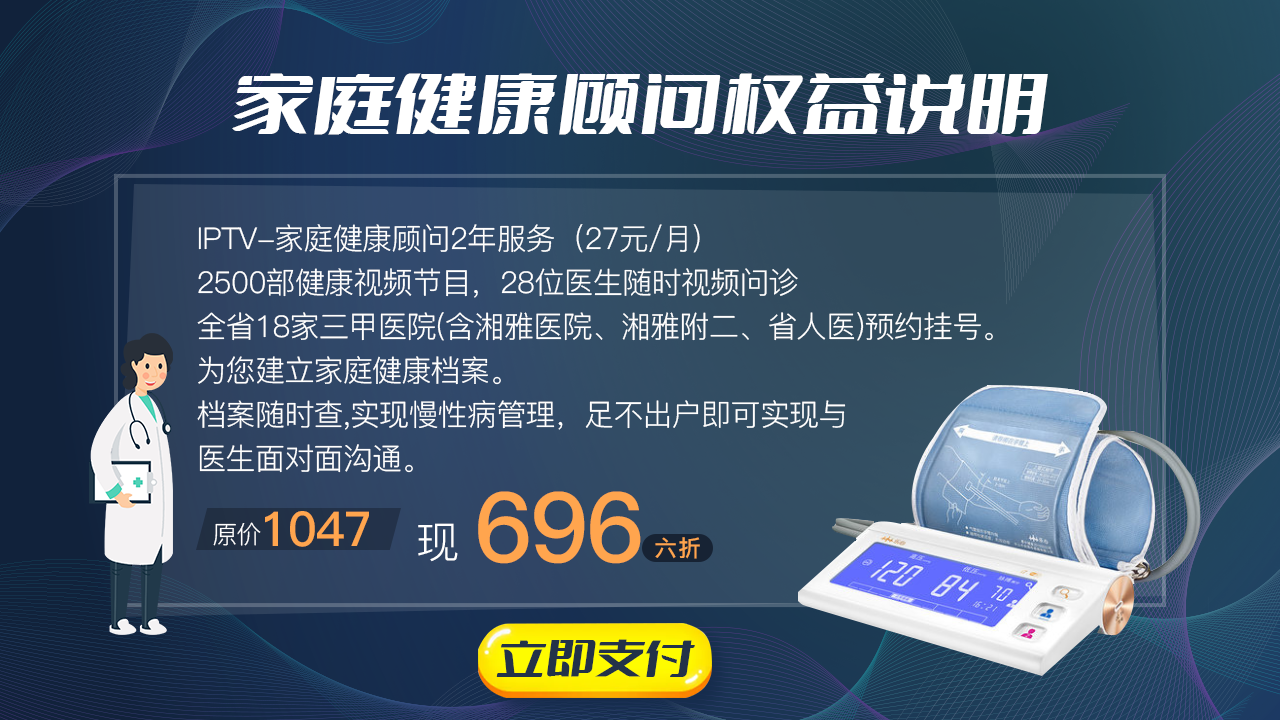 家庭健康顾问权益说明
IPTV-家庭健康顾问2年服务（27元/月）
2500部健康视频节目，28位医生随时视频问诊
全省18家三甲医院(含湘雅医院、湘雅附二、省人医)预约挂号。
为您建立家庭健康档案。
档案随时查,实现慢性病管理，足不出户即可实现与
医生面对面沟通。
原价1047 现 696 六折
120 84 70
16:21
立即支付